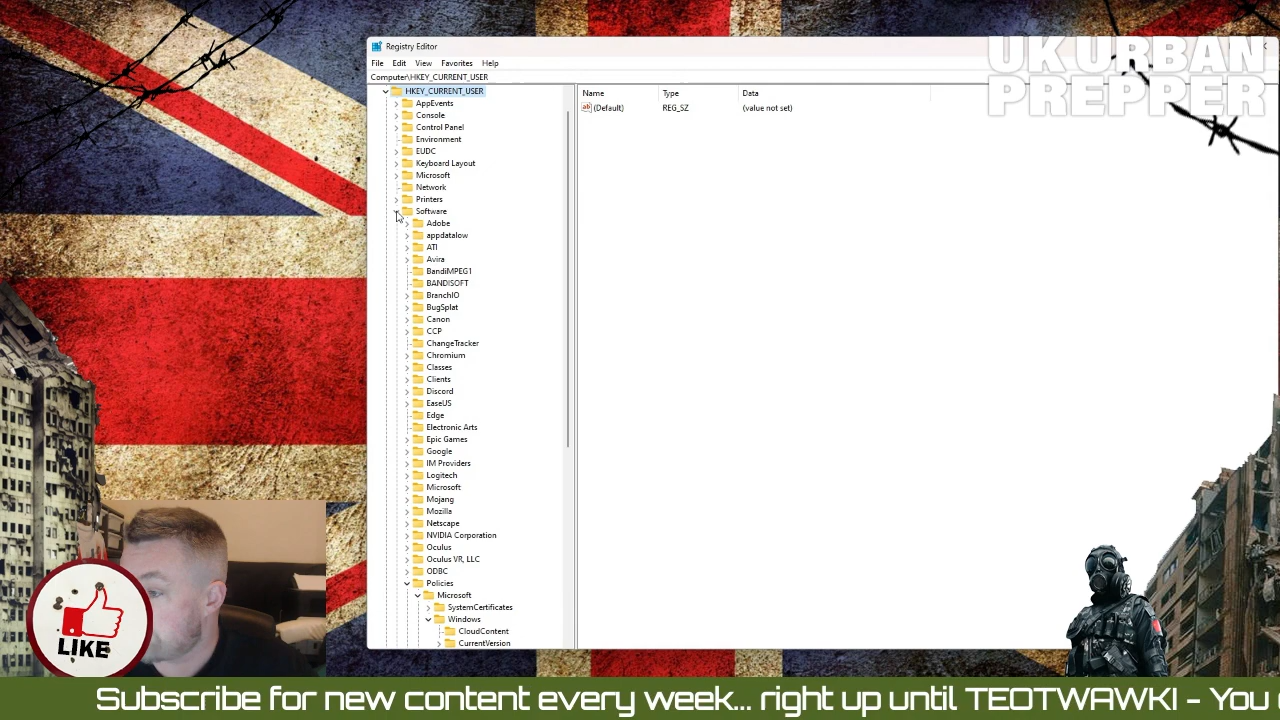 Registry Editor
UK URBAN
PREPPER
File Edit View Favorites Help
Computer\HKEY_CURRENT_USER
HKEY_CURRENT_USER
Name Type Data
(Default) REG_SZ (value not set)
AppEvents
Console
Control Panel
Environment
EUDC
Keyboard Layout
Microsoft
Network
Printers
Software
Adobe
appdatalow
ATI
Avira
BandiMPEG1
BANDISOFT
BranchIO
BugSplat
Canon
CCP
ChangeTracker
Chromium
Classes
Clients
Discord
EaseUS
Edge
Electronic Arts
Epic Games
Google
IM Providers
Logitech
Microsoft
Mojang
Mozilla
Netscape
NVIDIA Corporation
Oculus
Oculus VR, LLC
ODBC
Policies
Microsoft
SystemCertificates
Windows
CloudContent
CurrentVersion
LIKE
Subscribe for new content every week... right up until TEOTWAWKI - You